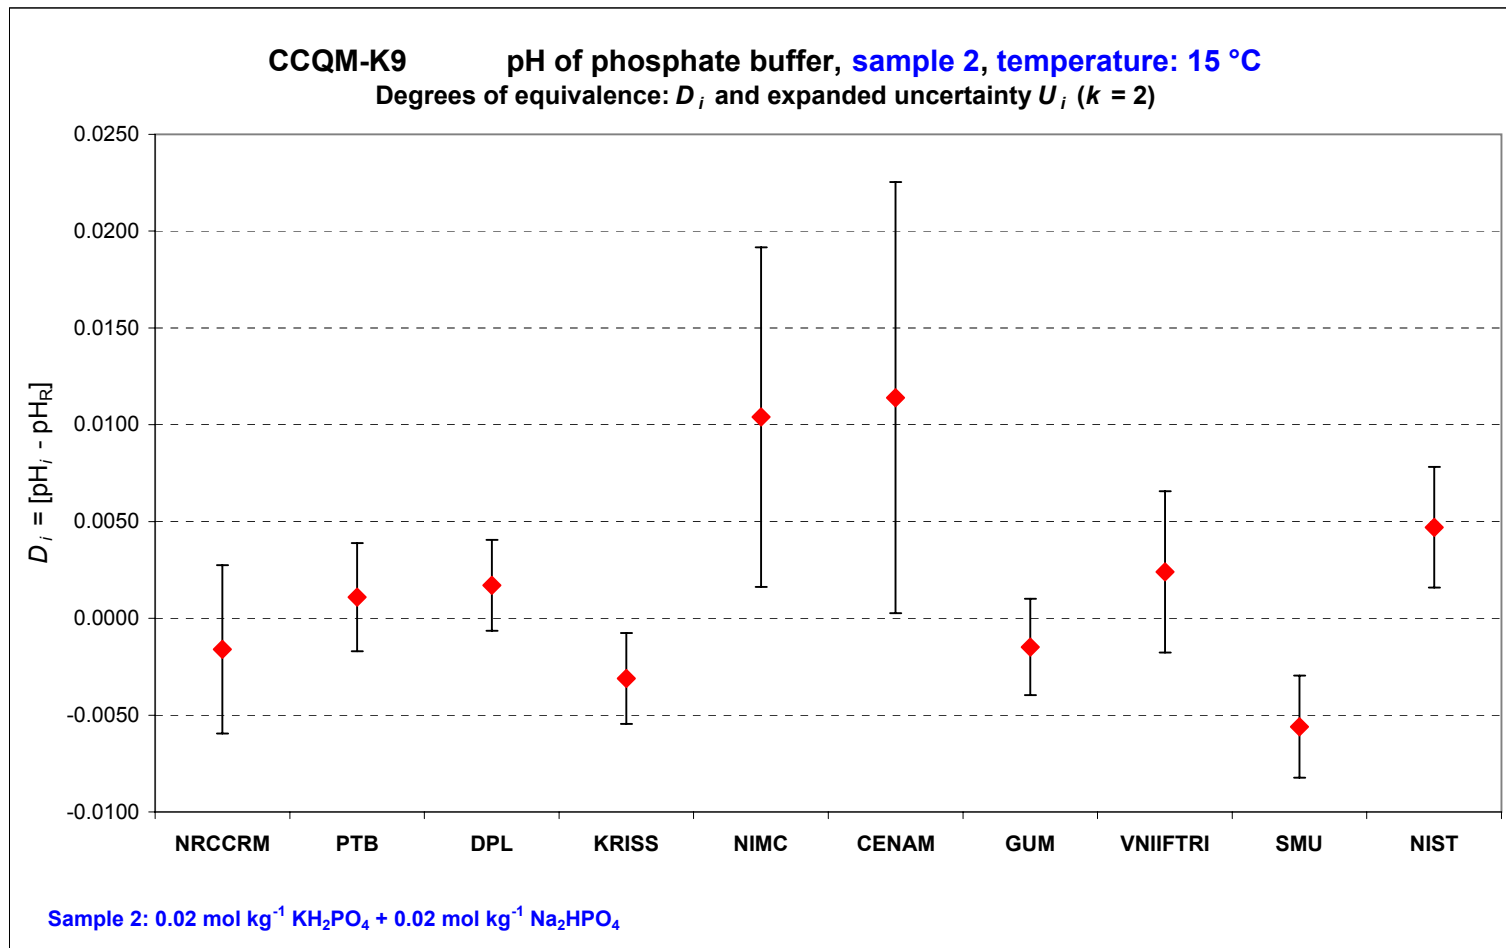 CCQM-K9 pH of phosphate buffer, sample 2, temperature: 15 °C
Degrees of equivalence: D i and expanded uncertainty U i (k = 2)
0.0250
0.0200
0.0150
0.0100
0.0050
0.0000
-0.0050
-0.0100
D i = [pHi - pHR]
NRCCRM PTB DPL KRISS NIMC CENAM GUM VNIIFTRI SMU NIST
Sample 2: 0.02 mol kg-1 KH2PO4 + 0.02 mol kg-1 Na2HPO4